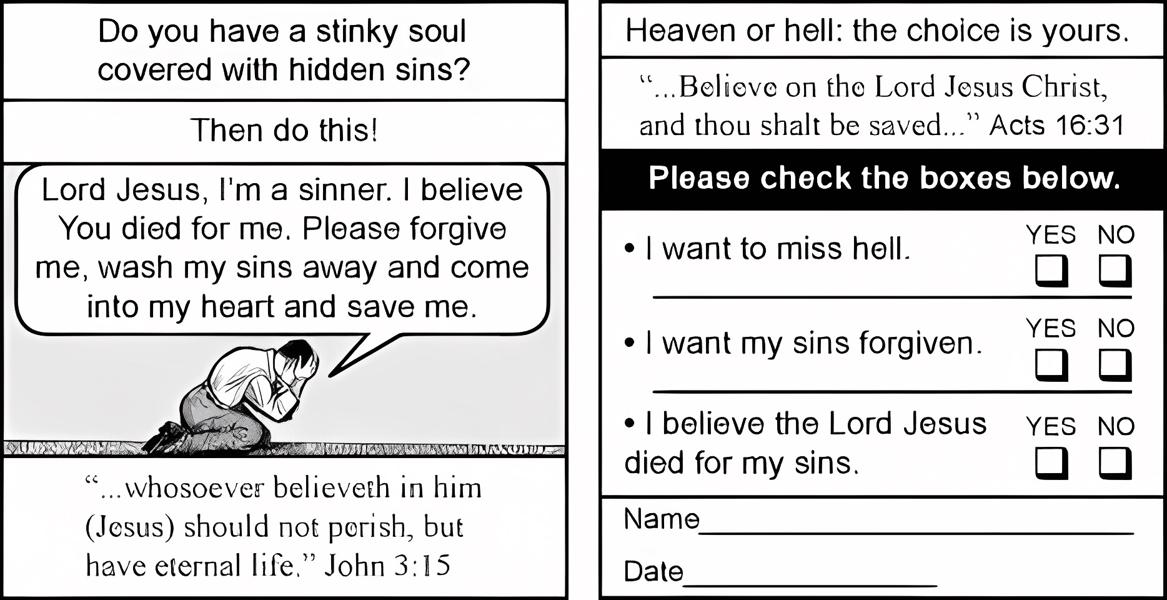 Do you have a stinky soul
covered with hidden sins?
Then do this!
Lord Jesus, I'm a sinner. I believe
You died for me. Please forgive
me, wash my sins away and come
into my heart and save me.
“...whosoever believeth in him
(Jesus) should not perish, but
have eternal life.” John 3:15
Heaven or hell: the choice is yours.
“...Believe on the Lord Jesus Christ,
and thou shalt be saved...” Acts 16:31
Please check the boxes below.
• I want to miss hell. YES NO
• I want my sins forgiven. YES NO
• I believe the Lord Jesus YES NO
died for my sins.
Name
Date